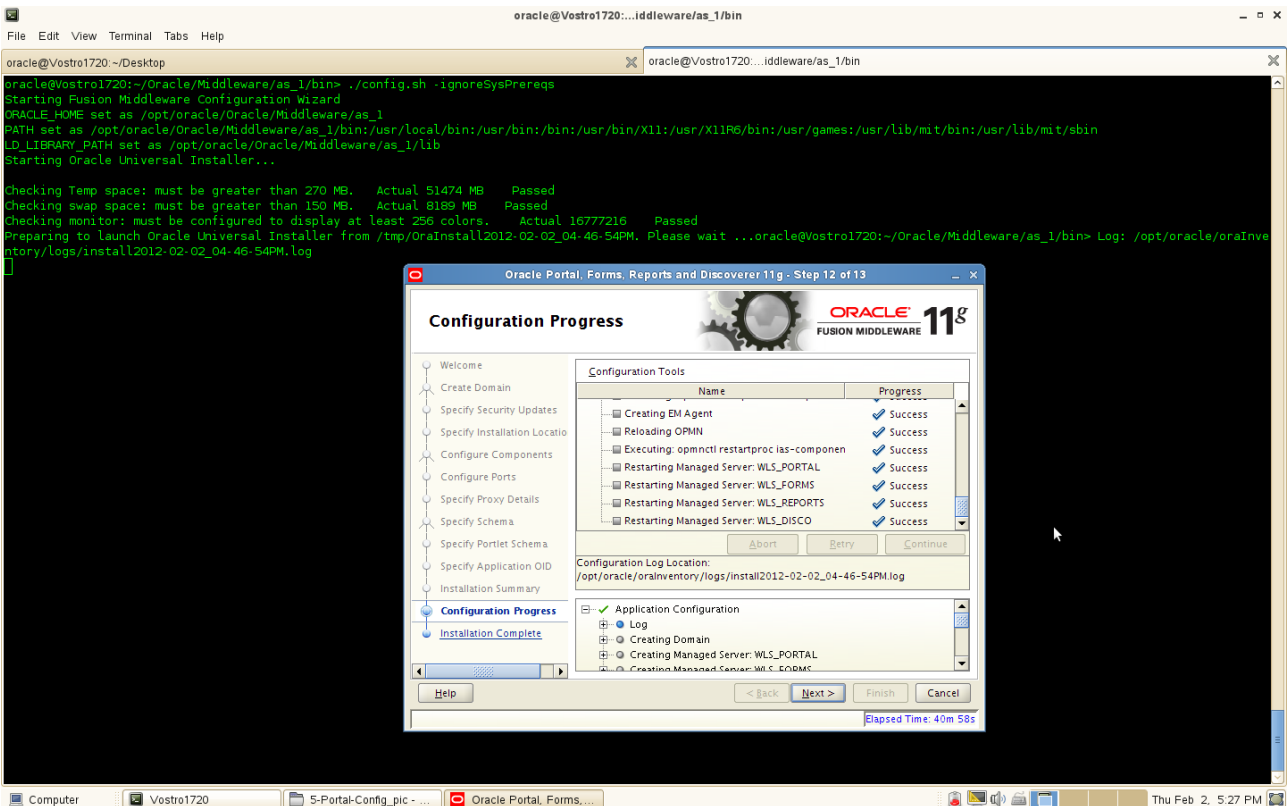 oracle@Vostro1720:...iddleware/as_1/bin
File Edit View Terminal Tabs Help
oracle@Vostro1720:~/Desktop
oracle@Vostro1720:...iddleware/as_1/bin
oracle@Vostro1720:~/Oracle/Middleware/as_1/bin> ./config.sh -ignoreSysPrereqs
Starting Fusion Middleware Configuration Wizard
ORACLE_HOME set as /opt/oracle/Oracle/Middleware/as_1
PATH set as /opt/oracle/Oracle/Middleware/as_1/bin:/usr/local/bin:/usr/bin:/bin:/usr/bin/X11:/usr/X11R6/bin:/usr/games:/usr/lib/mit/bin:/usr/lib/mit/sbin
LD_LIBRARY_PATH set as /opt/oracle/Oracle/Middleware/as_1/lib
Starting Oracle Universal Installer...
Checking Temp space: must be greater than 270 MB. Actual 51474 MB Passed
Checking swap space: must be greater than 150 MB. Actual 8189 MB Passed
Checking monitor: must be configured to display at least 256 colors. Actual 16777216 Passed
Preparing to launch Oracle Universal Installer from /tmp/OraInstall2012-02-02_04-46-54PM. Please wait ...oracle@Vostro1720:~/Oracle/Middleware/as_1/bin> Log: /opt/oracle/oraInve
ntory/logs/install2012-02-02_04-46-54PM.log
Oracle Portal, Forms, Reports and Discoverer 11g - Step 12 of 13
Configuration Progress
ORACLE
FUSION MIDDLEWARE 11g
Welcome
Create Domain
Specify Security Updates
Specify Installation Locatio
Configure Components
Configure Ports
Specify Proxy Details
Specify Schema
Specify Portlet Schema
Specify Application OID
Installation Summary
Configuration Progress
Installation Complete
Configuration Tools
Name Progress
Creating EM Agent Success
Reloading OPMN Success
Executing: opmnctl restartproc ias-componen Success
Restarting Managed Server: WLS_PORTAL Success
Restarting Managed Server: WLS_FORMS Success
Restarting Managed Server: WLS_REPORTS Success
Restarting Managed Server: WLS_DISCO Success
Abort Retry Continue
Configuration Log Location:
/opt/oracle/oraInventory/logs/install2012-02-02_04-46-54PM.log
Application Configuration
Log
Creating Domain
Creating Managed Server: WLS_PORTAL
Creating Managed Server: WLS_FORMS
Help < Back Next > Finish Cancel
Elapsed Time: 40m 58s
Computer Vostro1720 5-Portal-Config_pic - ... Oracle Portal, Forms,... Thu Feb 2, 5:27 PM